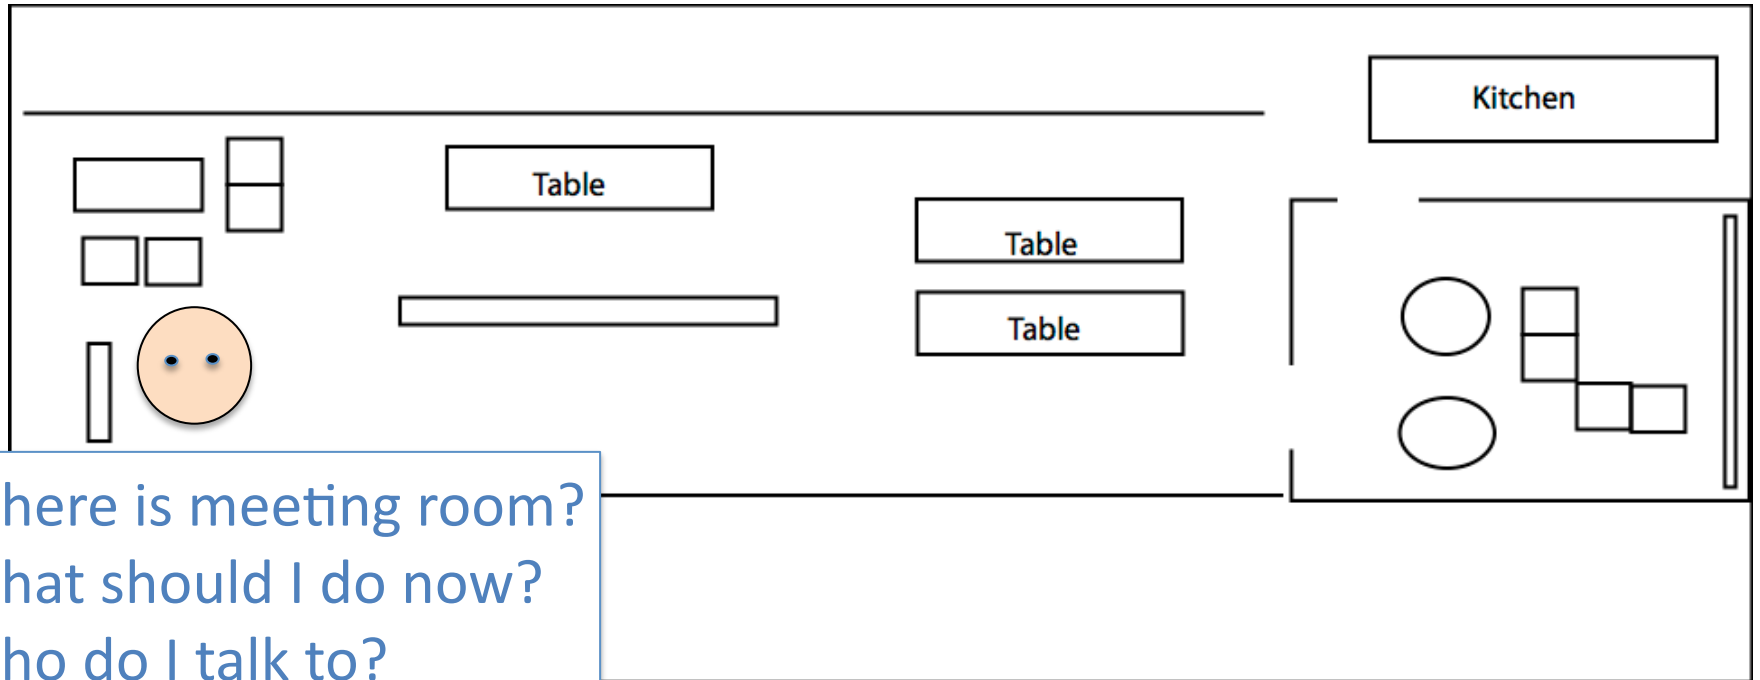 Kitchen
Table
Table
Table
here is meeting room?
hat should I do now?
ho do I talk to?